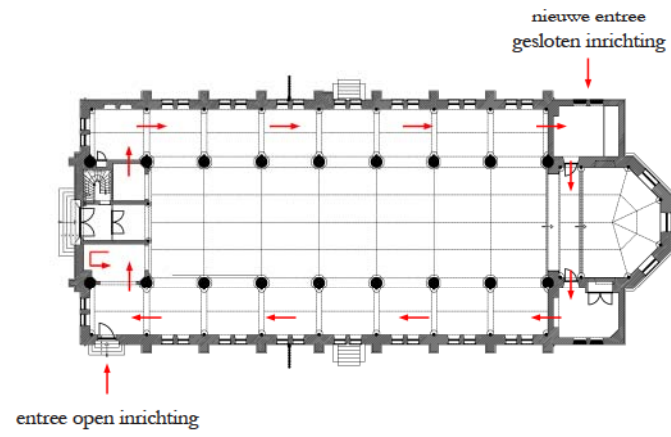 nieuwe entree
gesloten inrichting
entree open inrichting